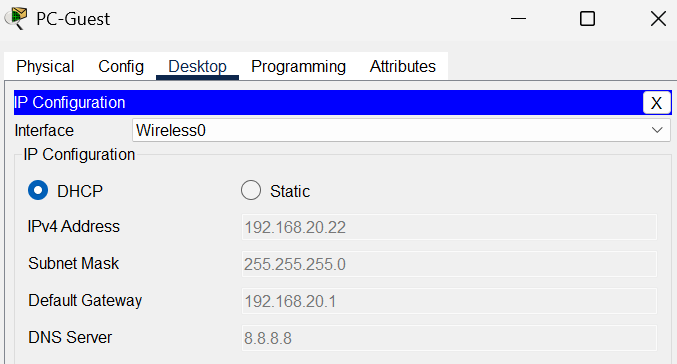 PC-Guest
Physical Config Desktop Programming Attributes
IP Configuration X
Interface Wireless0
IP Configuration
DHCP Static
IPv4 Address 192.168.20.22
Subnet Mask 255.255.255.0
Default Gateway 192.168.20.1
DNS Server 8.8.8.8